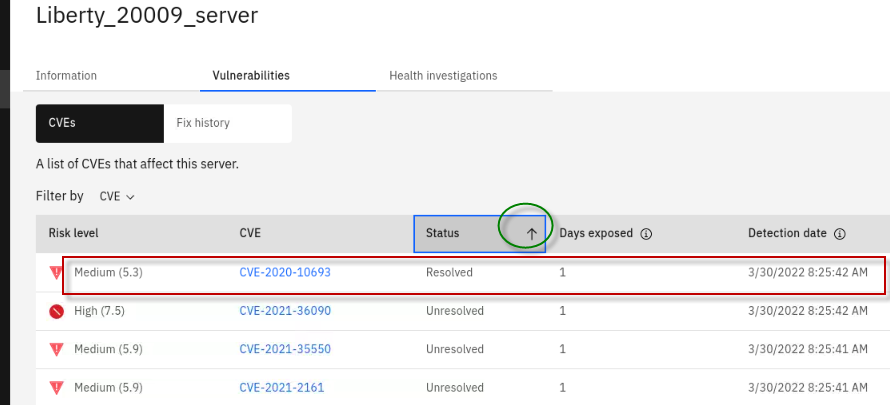 Liberty_20009_server
Information Vulnerabilities Health investigations
CVEs Fix history
A list of CVEs that affect this server.
Filter by CVE
Risk level CVE Status Days exposed Detection date
Medium (5.3) CVE-2020-10693 Resolved 1 3/30/2022 8:25:42 AM
High (7.5) CVE-2021-36090 Unresolved 1 3/30/2022 8:25:42 AM
Medium (5.9) CVE-2021-35550 Unresolved 1 3/30/2022 8:25:41 AM
Medium (5.9) CVE-2021-2161 Unresolved 1 3/30/2022 8:25:41 AM